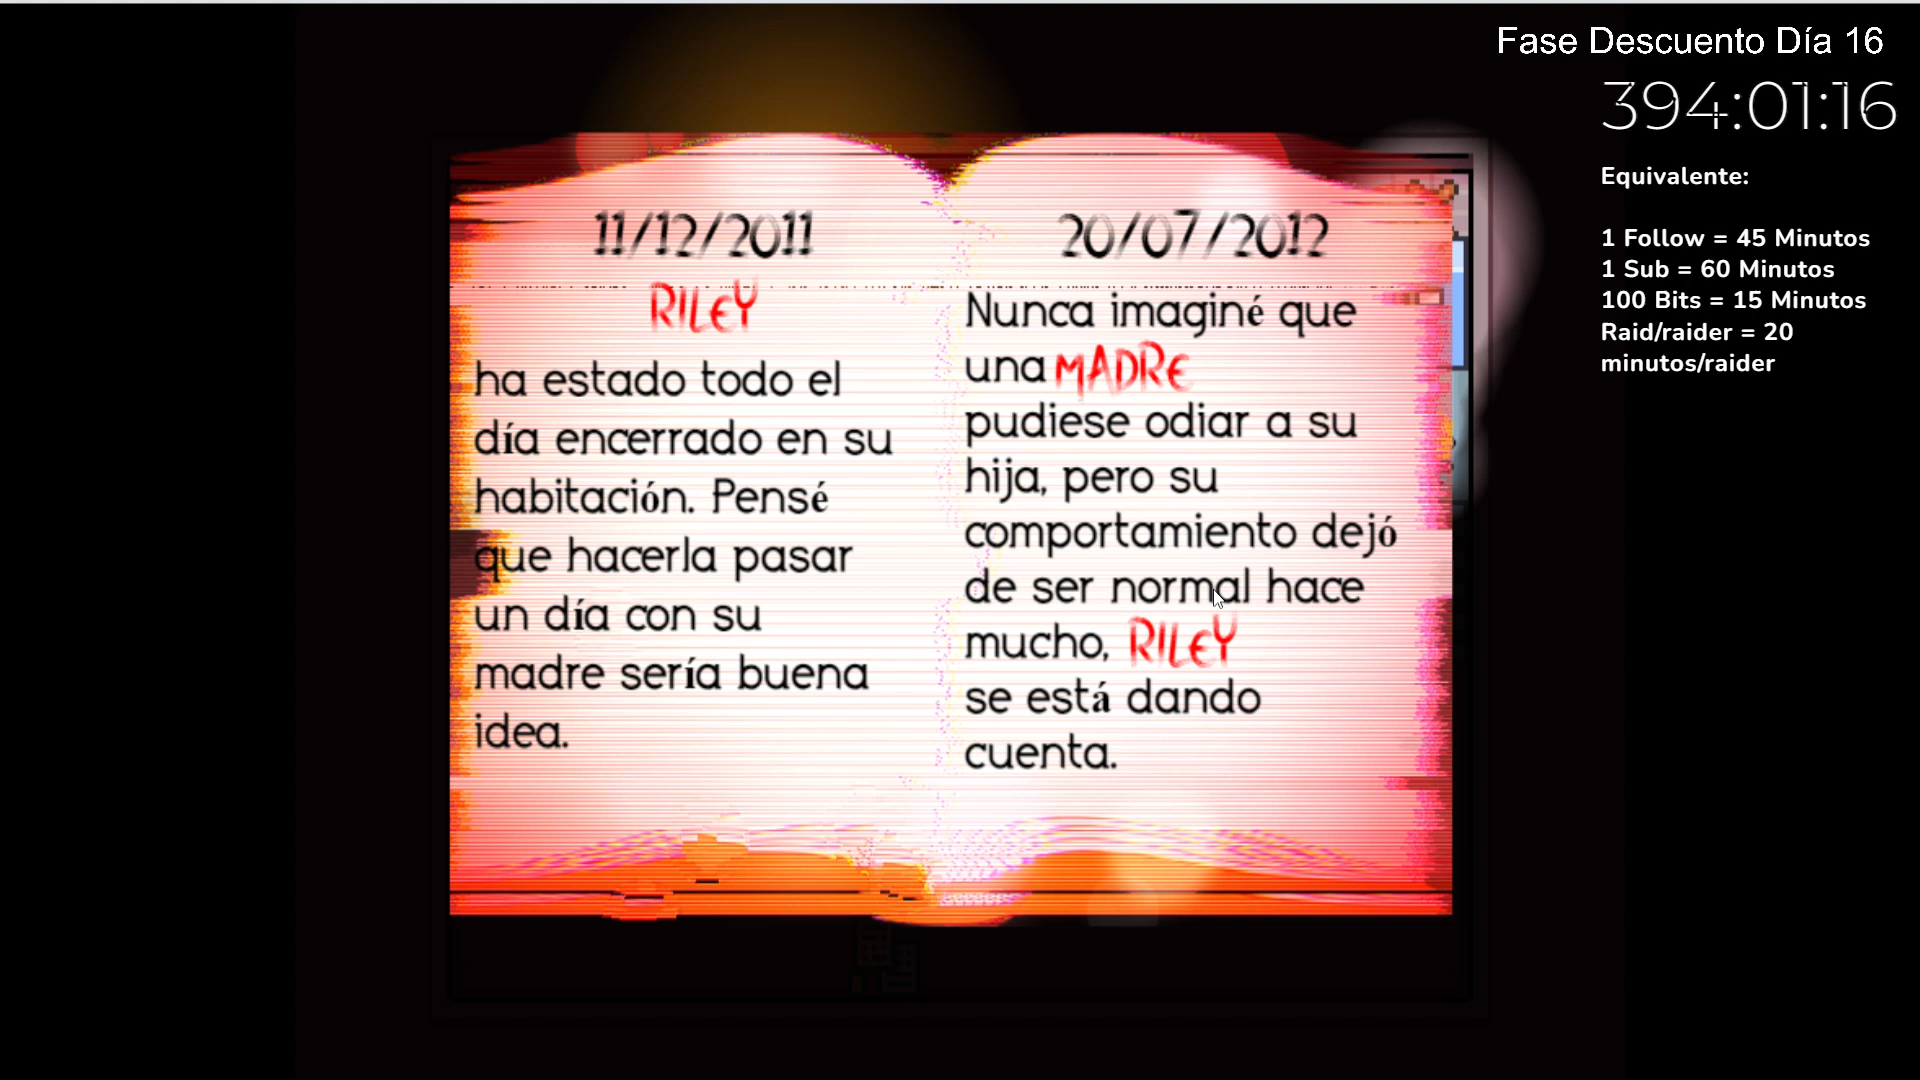 Fase Descuento Día 16
394:01:16
Equivalente:
1 Follow = 45 Minutos
1 Sub = 60 Minutos
100 Bits = 15 Minutos
Raid/raider = 20
minutos/raider
11/12/2011
RILEY
ha estado todo el
día encerrado en su
habitación. Pensé
que hacerla pasar
un día con su
madre sería buena
idea.
20/07/2012
Nunca imaginé que
una MADRE
pudiese odiar a su
hija, pero su
comportamiento dejó
de ser normal hace
mucho, RILEY
se está dando
cuenta.